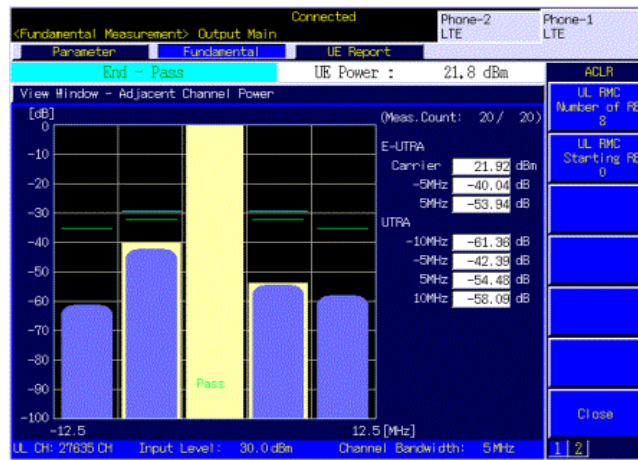 Connected
Phone-2
LTE
Phone-1
LTE
<Fundamental Measurement> Output Main
Parameter Fundamental UE Report
End - Pass UE Power : 21.8 dBm
ACLR
View Window - Adjacent Channel Power
UL RMC
Number of RB
8
UL RMC
Starting RB
0
[dB]
(Meas.Count: 20/ 20)
0
-10
-20
-30
-40
-50
-60
-70
-80
-90
-100
E-UTRA
Carrier 21.92 dBm
-5MHz -40.04 dB
5MHz -53.94 dB
UTRA
-10MHz -61.36 dB
-5MHz -42.39 dB
5MHz -54.48 dB
10MHz -58.09 dB
Pass
-12.5 12.5 [MHz]
Close
UL CH: 27635 CH Input Level: 30.0 dBm Channel Bandwidth: 5 MHz
1 2